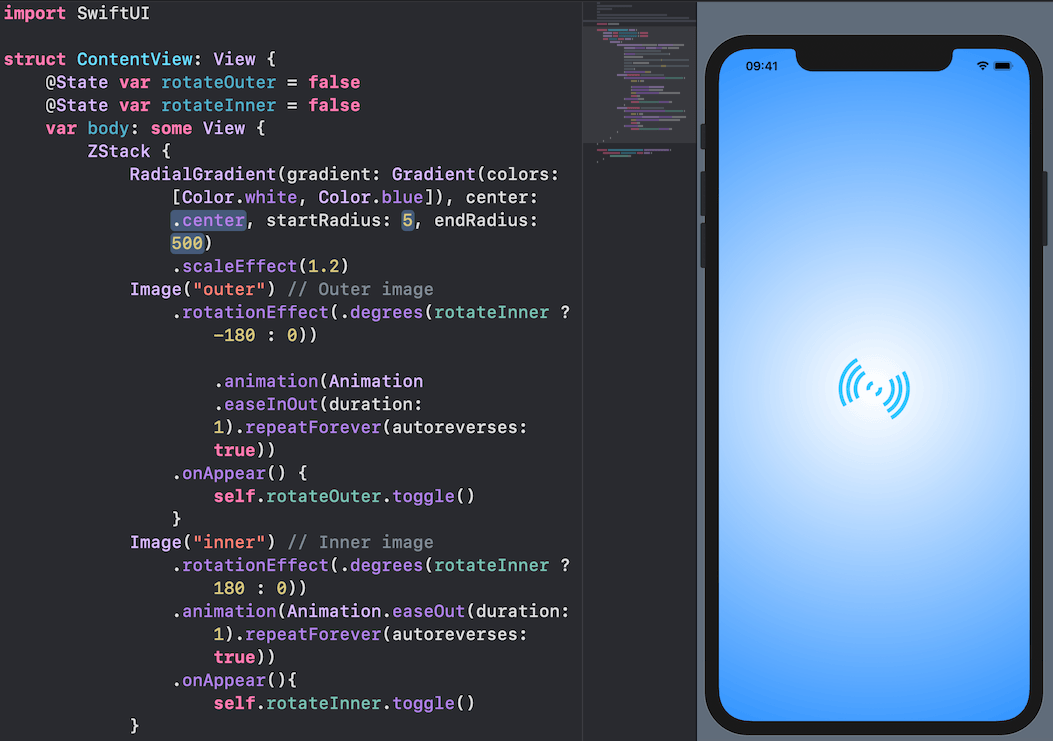 import SwiftUI
struct ContentView: View {
@State var rotateOuter = false
@State var rotateInner = false
var body: some View {
ZStack {
RadialGradient(gradient: Gradient(colors:
[Color.white, Color.blue]), center:
.center, startRadius: 5, endRadius:
500)
.scaleEffect(1.2)
Image("outer") // Outer image
.rotationEffect(.degrees(rotateInner ?
-180 : 0))
.animation(Animation
.easeInOut(duration:
1).repeatForever(autoreverses:
true))
.onAppear() {
self.rotateOuter.toggle()
}
Image("inner") // Inner image
.rotationEffect(.degrees(rotateInner ?
180 : 0))
.animation(Animation.easeOut(duration:
1).repeatForever(autoreverses:
true))
.onAppear(){
self.rotateInner.toggle()
}
09:41